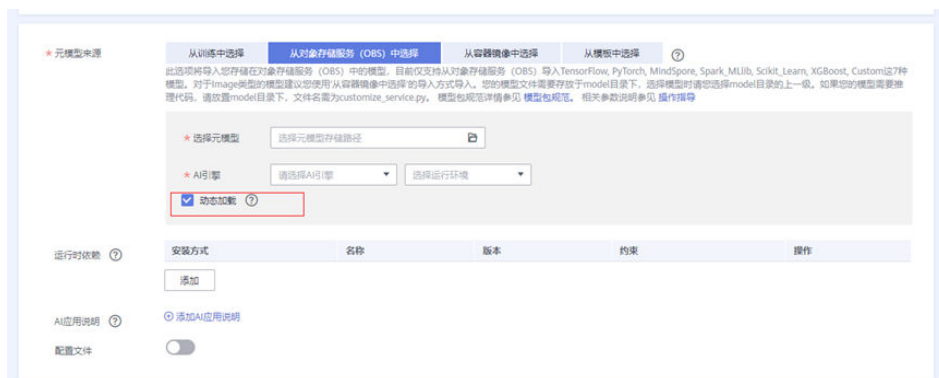 * 元模型来源 从训练中选择 从对象存储服务（OBS）中选择 从容器镜像中选择 从模板中选择 ?
此选项将导入您存储在对象存储服务（OBS）中的模型，目前仅支持从对象存储服务（OBS）导入TensorFlow, PyTorch, MindSpore, Spark_MLlib, Scikit_Learn, XGBoost, Custom这7种
模型。对于Image类型的模型建议您使用'从容器镜像中选择'的导入方式导入。您的模型文件需要存放于model目录下，选择模型时请您选择model目录的上一级。如果您的模型需要推
理代码，请放置model目录下，文件名需为customize_service.py。 模型包规范详情参见 模型包规范。 相关参数说明参见 操作指导
* 选择元模型 选择元模型存储路径
* AI引擎 请选择AI引擎 选择运行环境
动态加载 ?
运行时依赖 ? 安装方式 名称 版本 约束 操作
添加
AI应用说明 ? 添加AI应用说明
配置文件